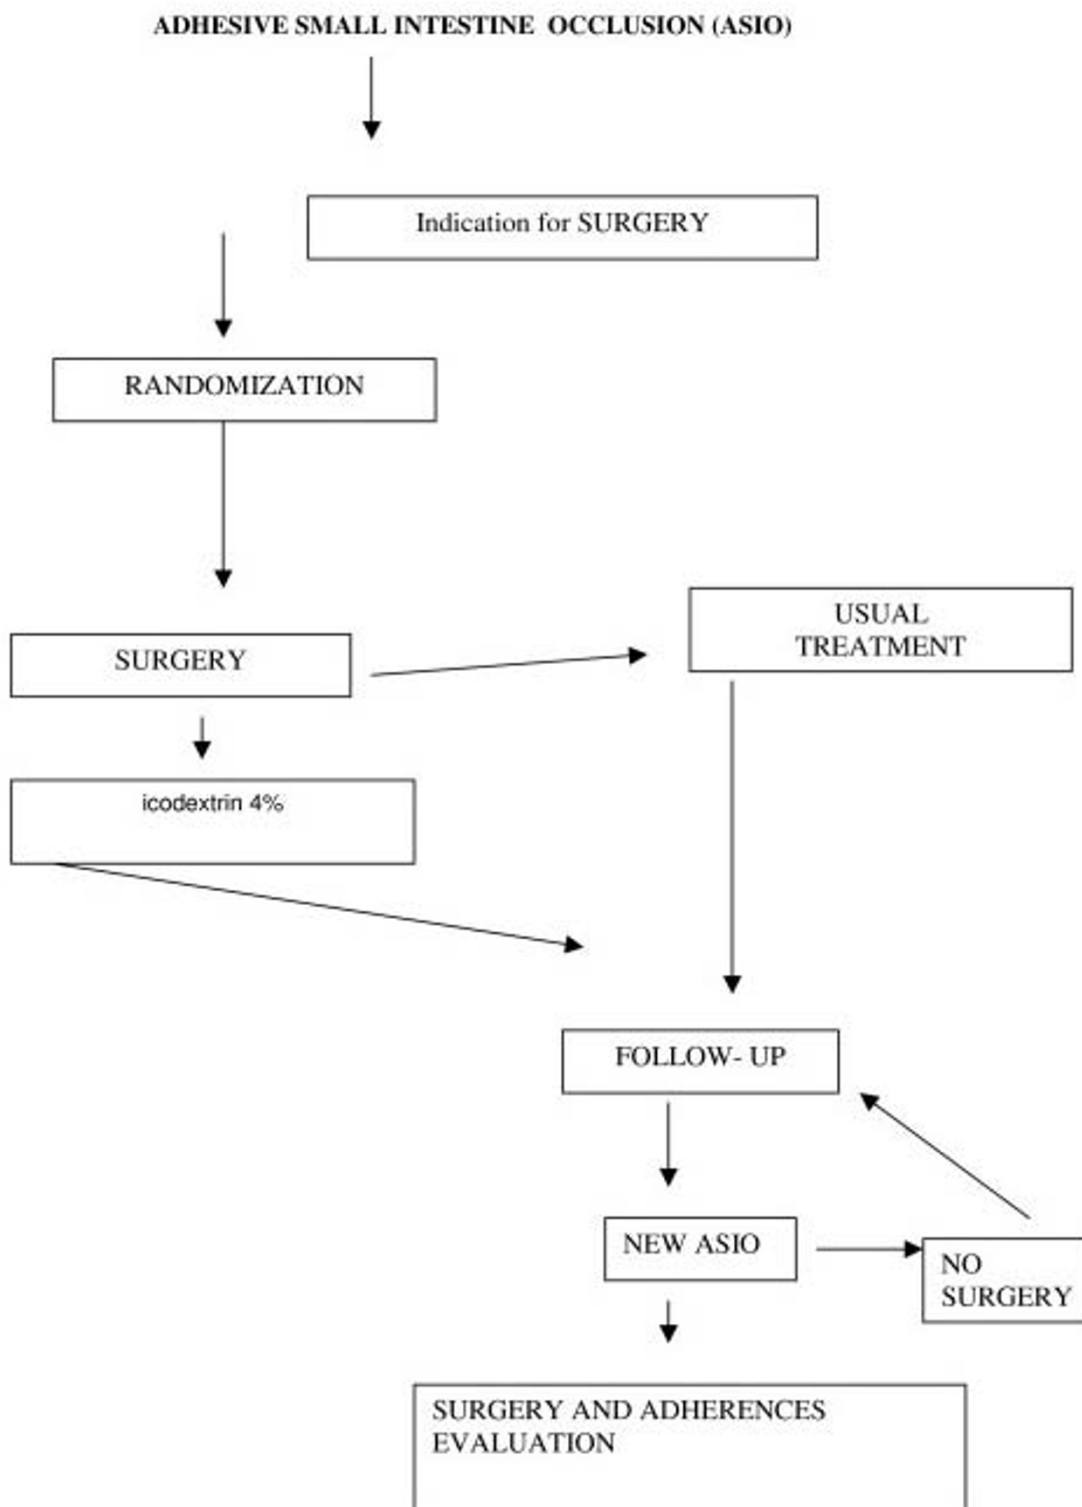 ADHESIVE SMALL INTESTINE OCCLUSION (ASIO)
Indication for SURGERY
RANDOMIZATION
USUAL
TREATMENT
SURGERY
icodextrin 4%
FOLLOW- UP
NEW ASIO
NO
SURGERY
SURGERY AND ADHERENCES
EVALUATION